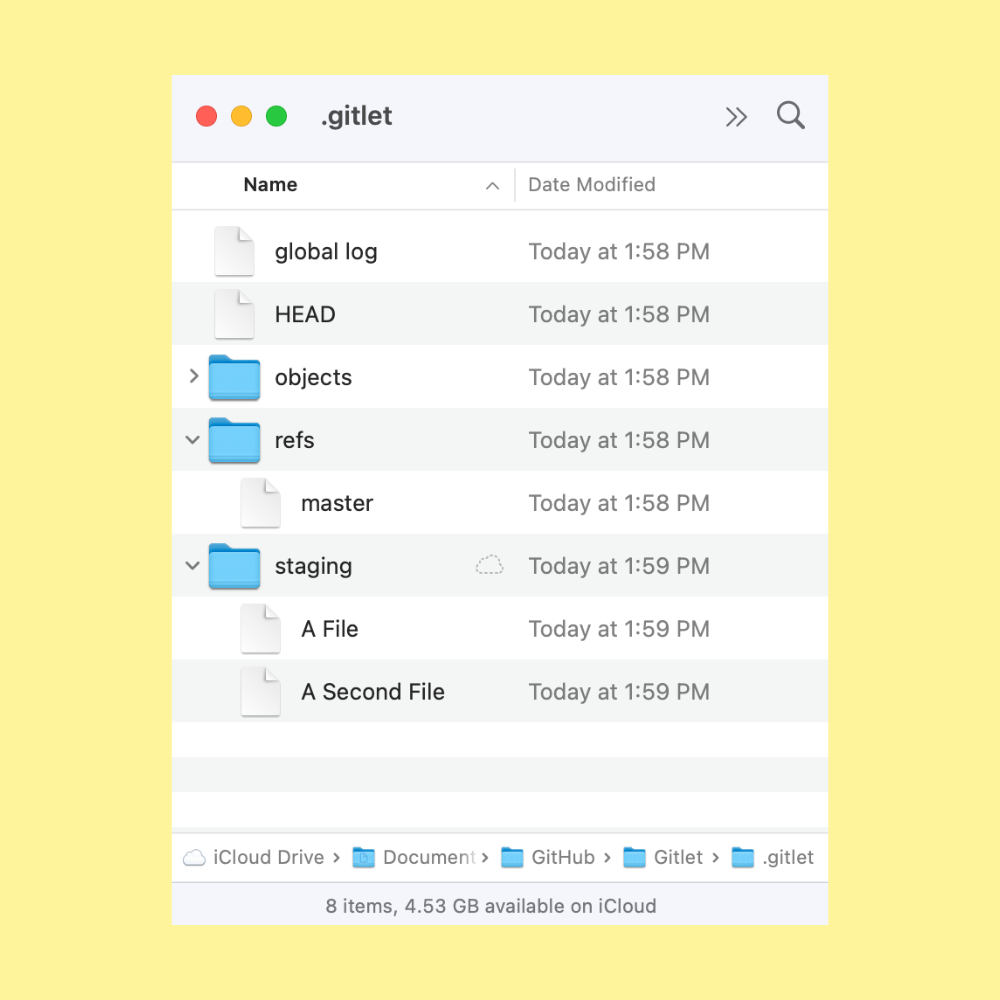 .gitlet
Name Date Modified
global log Today at 1:58 PM
HEAD Today at 1:58 PM
objects Today at 1:58 PM
refs Today at 1:58 PM
master Today at 1:58 PM
staging Today at 1:59 PM
A File Today at 1:59 PM
A Second File Today at 1:59 PM
iCloud Drive › Document › GitHub › Gitlet › .gitlet
8 items, 4.53 GB available on iCloud